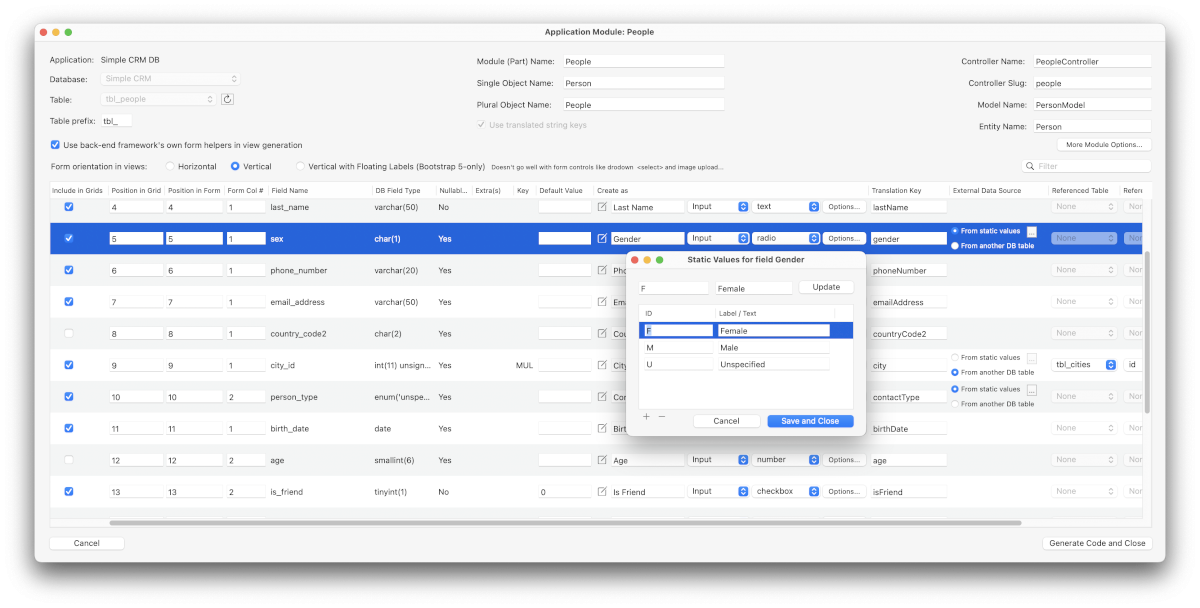 Application Module: People
Application: Simple CRM DB
Database: Simple CRM
Table: tbl_people
Table prefix: tbl_
Module (Part) Name: People
Single Object Name: Person
Plural Object Name: People
Use translated string keys
Controller Name: PeopleController
Controller Slug: people
Model Name: PersonModel
Entity Name: Person
Use back-end framework's own form helpers in view generation
More Module Options...
Form orientation in views: Horizontal Vertical Vertical with Floating Labels (Bootstrap 5-only) Doesn't go well with form controls like drodown <select> and image upload...
Filter
Include in Grids Position in Grid Position in Form Form Col # Field Name DB Field Type Nullabl... Extra(s) Key Default Value Create as Translation Key External Data Source Referenced Table Refere
4 4 1 last_name varchar(50) No Last Name Input text Options... lastName None Nor
5 5 1 sex char(1) Yes Gender Input radio Options... gender From static values ... None Nor
From another DB table
6 6 1 phone_number varchar(20) Yes Pho phoneNumber None Nor
7 7 1 email_address varchar(50) Yes Ema emailAddress None Nor
8 8 1 country_code2 char(2) Yes Cou countryCode2 None Nor
9 9 1 city_id int(11) unsign... Yes MUL City city From static values ... tbl_cities id
From another DB table
10 10 2 person_type enum('unspe... Yes Con contactType From static values ... None Nor
From another DB table
11 11 1 birth_date date Yes Birt birthDate None Nor
12 12 2 age smallint(6) Yes Age Input number Options... age None Nor
13 13 2 is_friend tinyint(1) No 0 Is Friend Input checkbox Options... isFriend None Nor
Static Values for field Gender
F Female Update
ID Label / Text
F Female
M Male
U Unspecified
+ −
Cancel Save and Close
Cancel Generate Code and Close